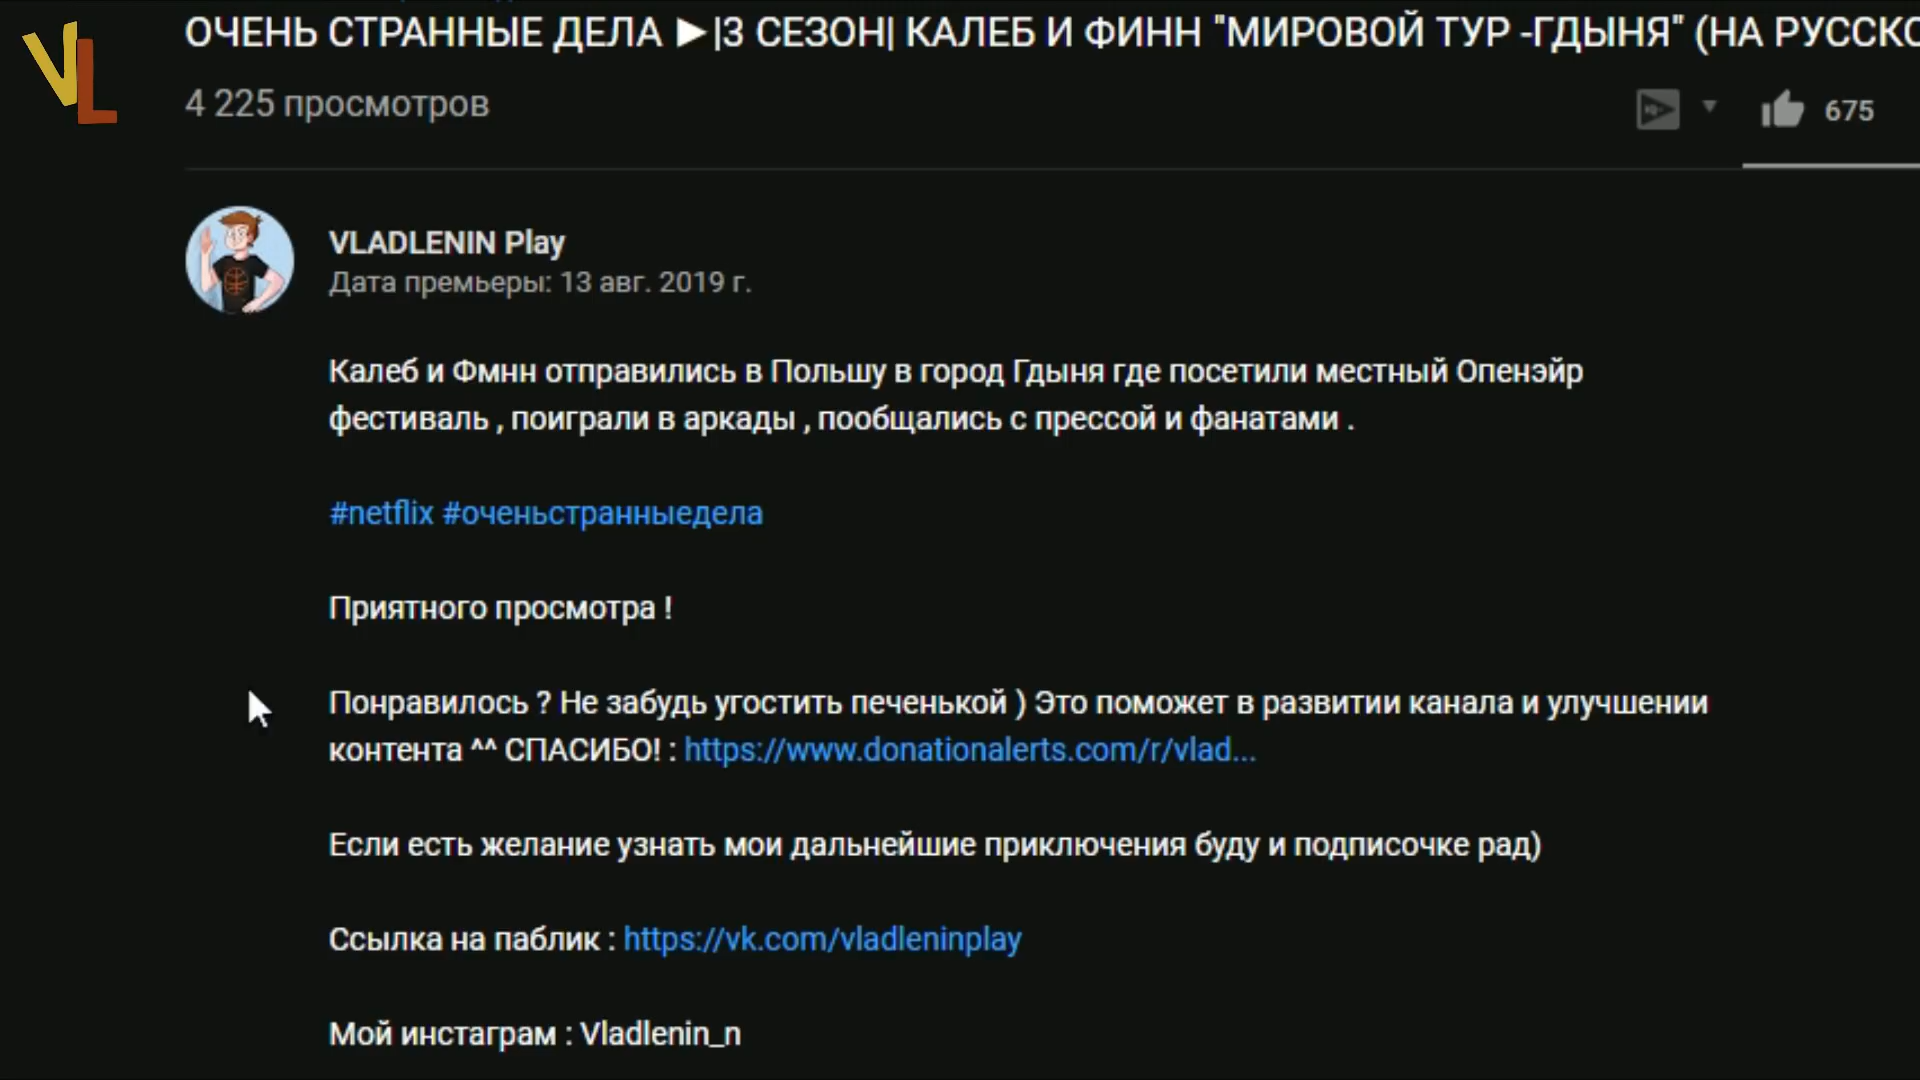 VL
ОЧЕНЬ СТРАННЫЕ ДЕЛА ►|3 СЕЗОН| КАЛЕБ И ФИНН "МИРОВОЙ ТУР -ГДЫНЯ" (НА РУССКО
4 225 просмотров
675
VLADLENIN Play
Дата премьеры: 13 авг. 2019 г.
Калеб и Фмнн отправились в Польшу в город Гдыня где посетили местный Опенэйр
фестиваль , поиграли в аркады , пообщались с прессой и фанатами .
#netflix #оченьстранныедела
Приятного просмотра !
Понравилось ? Не забудь угостить печенькой ) Это поможет в развитии канала и улучшении
контента ^^ СПАСИБО! : https://www.donationalerts.com/r/vlad...
Если есть желание узнать мои дальнейшие приключения буду и подписочке рад)
Ссылка на паблик : https://vk.com/vladleninplay
Мой инстаграм : Vladlenin_n